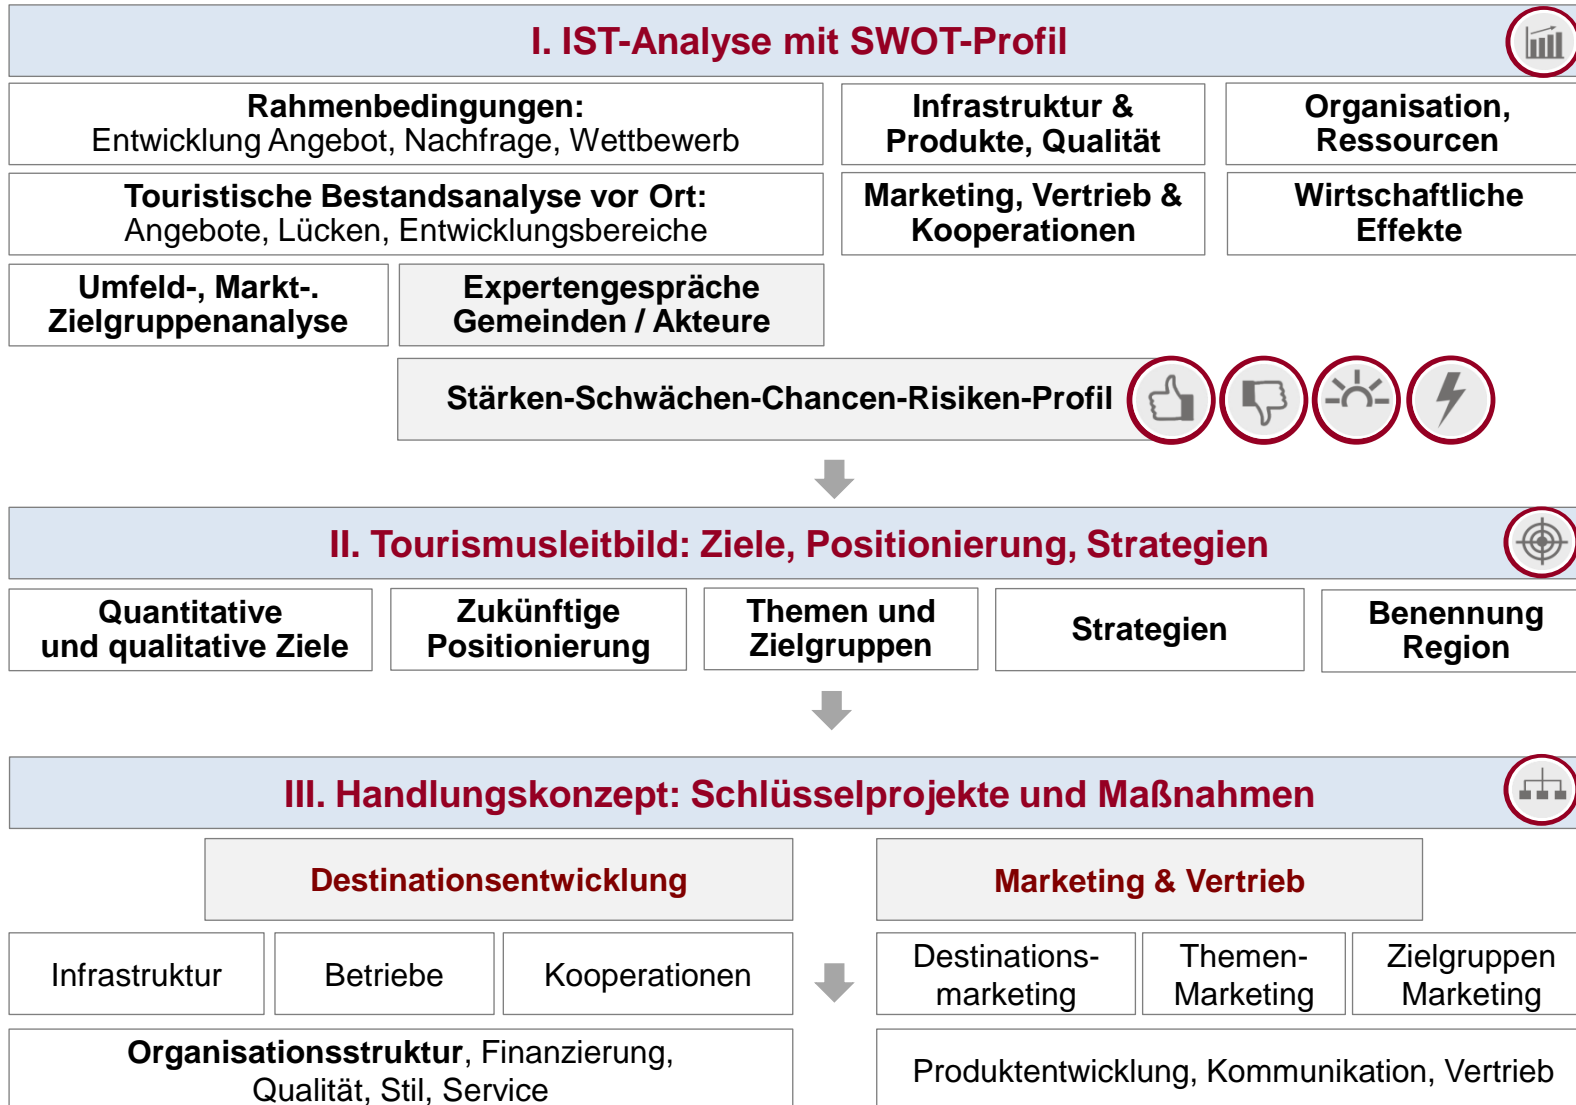 I. IST-Analyse mit SWOT-Profil
Rahmenbedingungen:
Entwicklung Angebot, Nachfrage, Wettbewerb
Infrastruktur &
Produkte, Qualität
Organisation,
Ressourcen
Touristische Bestandsanalyse vor Ort:
Angebote, Lücken, Entwicklungsbereiche
Marketing, Vertrieb &
Kooperationen
Wirtschaftliche
Effekte
Umfeld-, Markt-.
Zielgruppenanalyse
Expertengespräche
Gemeinden / Akteure
Stärken-Schwächen-Chancen-Risiken-Profil
II. Tourismusleitbild: Ziele, Positionierung, Strategien
Quantitative
und qualitative Ziele
Zukünftige
Positionierung
Themen und
Zielgruppen
Strategien
Benennung
Region
III. Handlungskonzept: Schlüsselprojekte und Maßnahmen
Destinationsentwicklung
Marketing & Vertrieb
Infrastruktur
Betriebe
Kooperationen
Destinations-
marketing
Themen-
Marketing
Zielgruppen
Marketing
Organisationsstruktur, Finanzierung,
Qualität, Stil, Service
Produktentwicklung, Kommunikation, Vertrieb